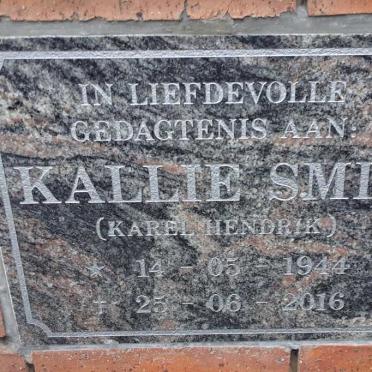 IN LIEFDEVOLLE
GEDAGTENIS AAN:
KALLIE SMI
(KAREL HENDRIK)
* 14 - 05 - 1944
† 25 - 06 - 2016